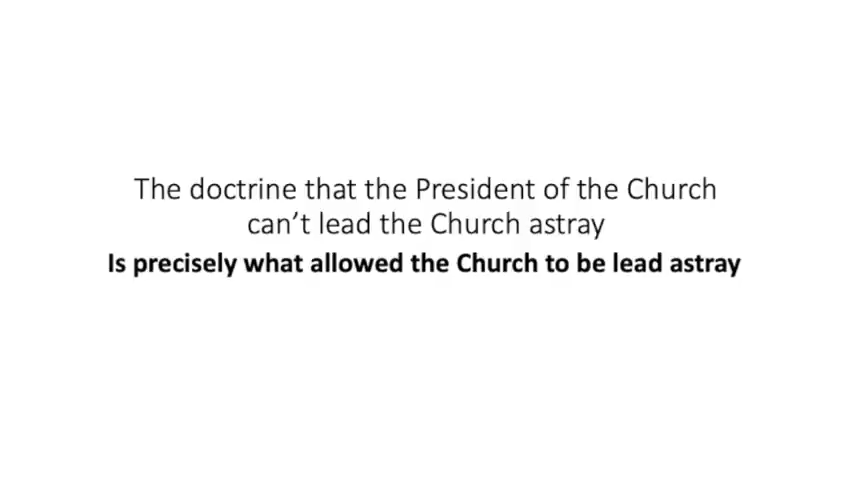 The doctrine that the President of the Church
can’t lead the Church astray
Is precisely what allowed the Church to be lead astray